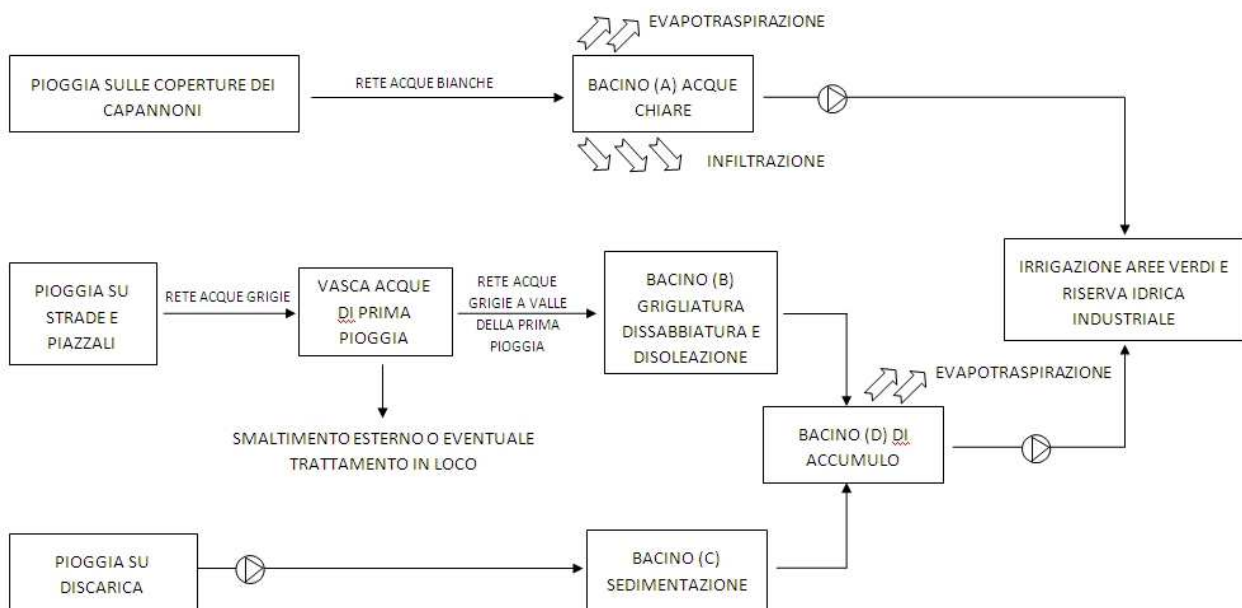 EVAPOTRASPIRAZIONE
PIOGGIA SULLE COPERTURE DEI
CAPANNONI
RETE ACQUE BIANCHE
BACINO (A) ACQUE
CHIARE
INFILTRAZIONE
PIOGGIA SU
STRADE E
PIAZZALI
RETE ACQUE GRIGIE
VASCA ACQUE
DI PRIMA
PIOGGIA
RETE ACQUE
GRIGIE A VALLE
DELLA PRIMA
PIOGGIA
BACINO (B)
GRIGLIATURA
DISSABBIATURA E
DISOLEAZIONE
IRRIGAZIONE AREE VERDI E
RISERVA IDRICA
INDUSTRIALE
EVAPOTRASPIRAZIONE
SMALTIMENTO ESTERNO O EVENTUALE
TRATTAMENTO IN LOCO
BACINO (D) DI
ACCUMULO
PIOGGIA SU
DISCARICA
BACINO (C)
SEDIMENTAZIONE